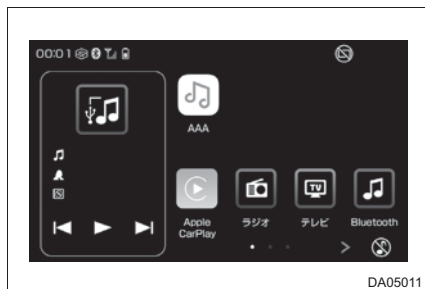 00:01
AAA
TV
Apple CarPlay
ラジオ
テレビ
Bluetooth
DA05011